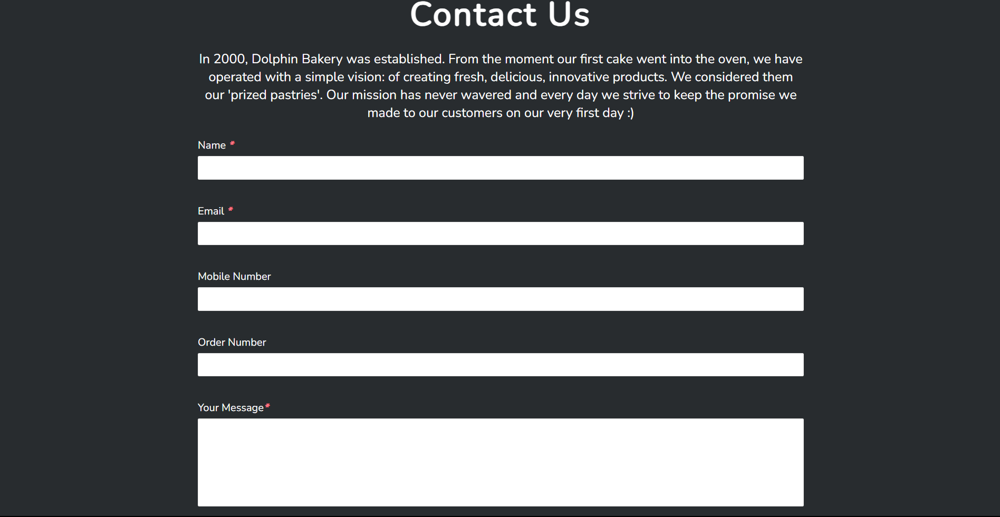 Contact Us
In 2000, Dolphin Bakery was established. From the moment our first cake went into the oven, we have
operated with a simple vision: of creating fresh, delicious, innovative products. We considered them
our 'prized pastries'. Our mission has never wavered and every day we strive to keep the promise we
made to our customers on our very first day :)
Name *
Email *
Mobile Number
Order Number
Your Message*